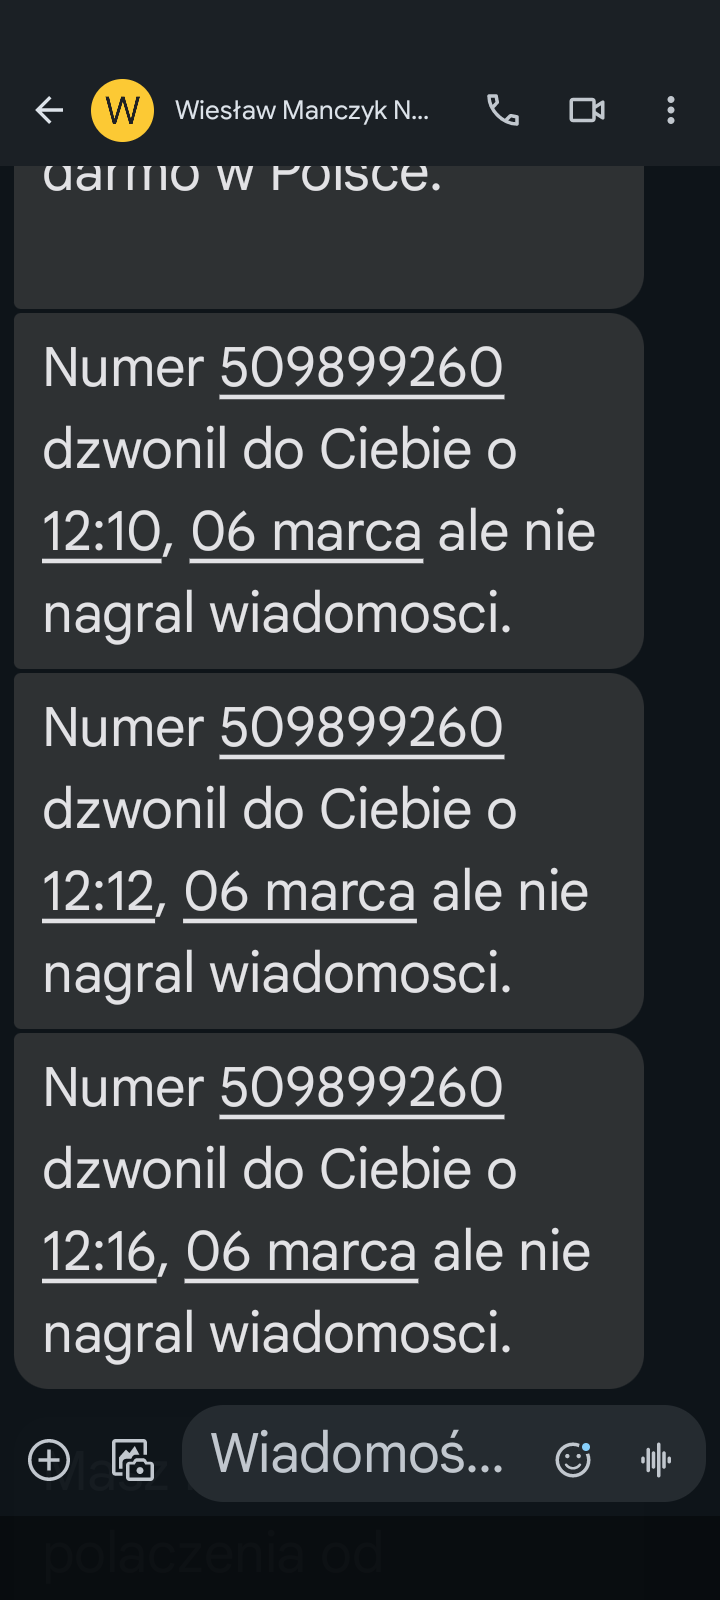 W Wiesław Manczyk N...
darmo w Polsce.
Numer 509899260
dzwonil do Ciebie o
12:10, 06 marca ale nie
nagral wiadomosci.
Numer 509899260
dzwonil do Ciebie o
12:12, 06 marca ale nie
nagral wiadomosci.
Numer 509899260
dzwonil do Ciebie o
12:16, 06 marca ale nie
nagral wiadomosci.
Wiadomoś...
Masz
polaczenia od